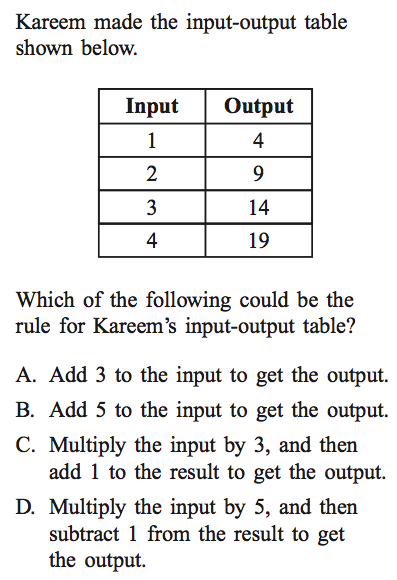 Kareem made the input-output table
shown below.
Input Output
1 4
2 9
3 14
4 19
Which of the following could be the
rule for Kareem’s input-output table?
A. Add 3 to the input to get the output.
B. Add 5 to the input to get the output.
C. Multiply the input by 3, and then
add 1 to the result to get the output.
D. Multiply the input by 5, and then
subtract 1 from the result to get
the output.